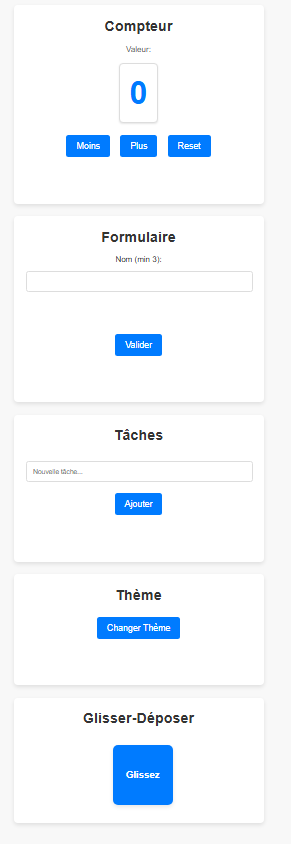 Compteur
Valeur:
0
Moins Plus Reset
Formulaire
Nom (min 3):
Valider
Tâches
Nouvelle tâche...
Ajouter
Thème
Changer Thème
Glisser-Déposer
Glissez